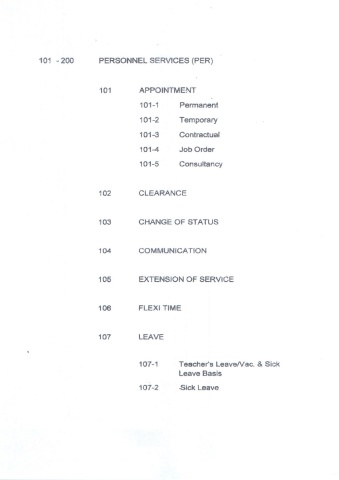 101 - 200 PERSONNEL SERVICES (PER)
101 APPOINTMENT
101-1 Permanent
101-2 Temporary
101-3 Contractual
101-4 Job Order
101-5 Consultancy
102 CLEARANCE
103 CHANGE OF STATUS
104 COMMUNICATION
105 EXTENSION OF SERVICE
106 FLEXI TIME
107 LEAVE
107-1 Teacher's Leave/Vac. & Sick
Leave Basis
107-2 Sick Leave